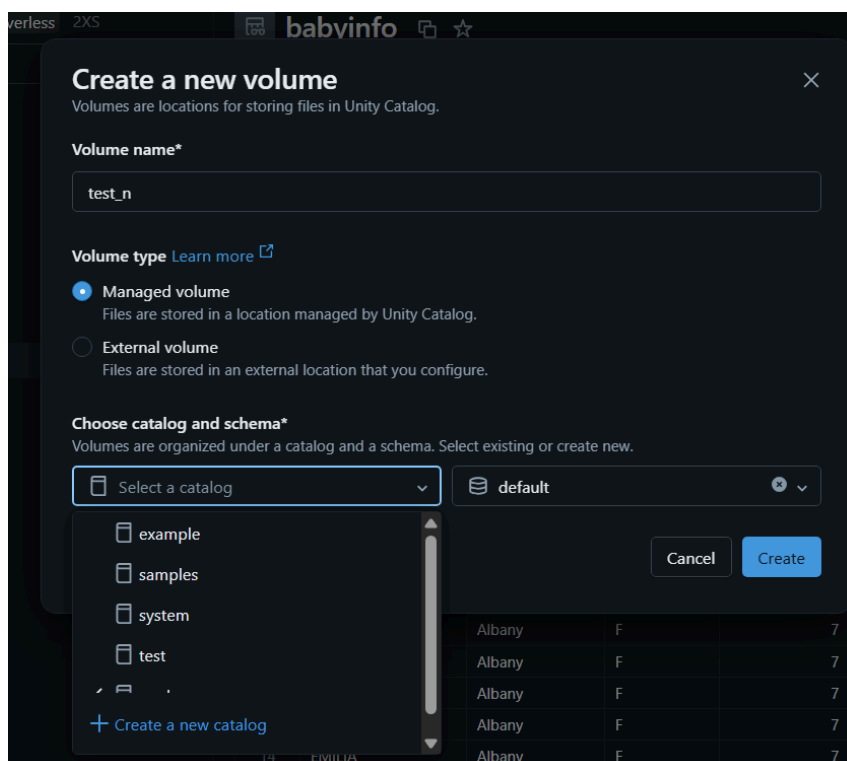 verless 2XS
babyinfo
Create a new volume
Volumes are locations for storing files in Unity Catalog.
Volume name*
test_n
Volume type Learn more
Managed volume
Files are stored in a location managed by Unity Catalog.
External volume
Files are stored in an external location that you configure.
Choose catalog and schema*
Volumes are organized under a catalog and a schema. Select existing or create new.
Select a catalog
default
example
samples
system
test
Create a new catalog
Cancel
Create
Albany F 7
Albany F 7
Albany F 7
Albany F 7
14 EMILIA Albany F 7